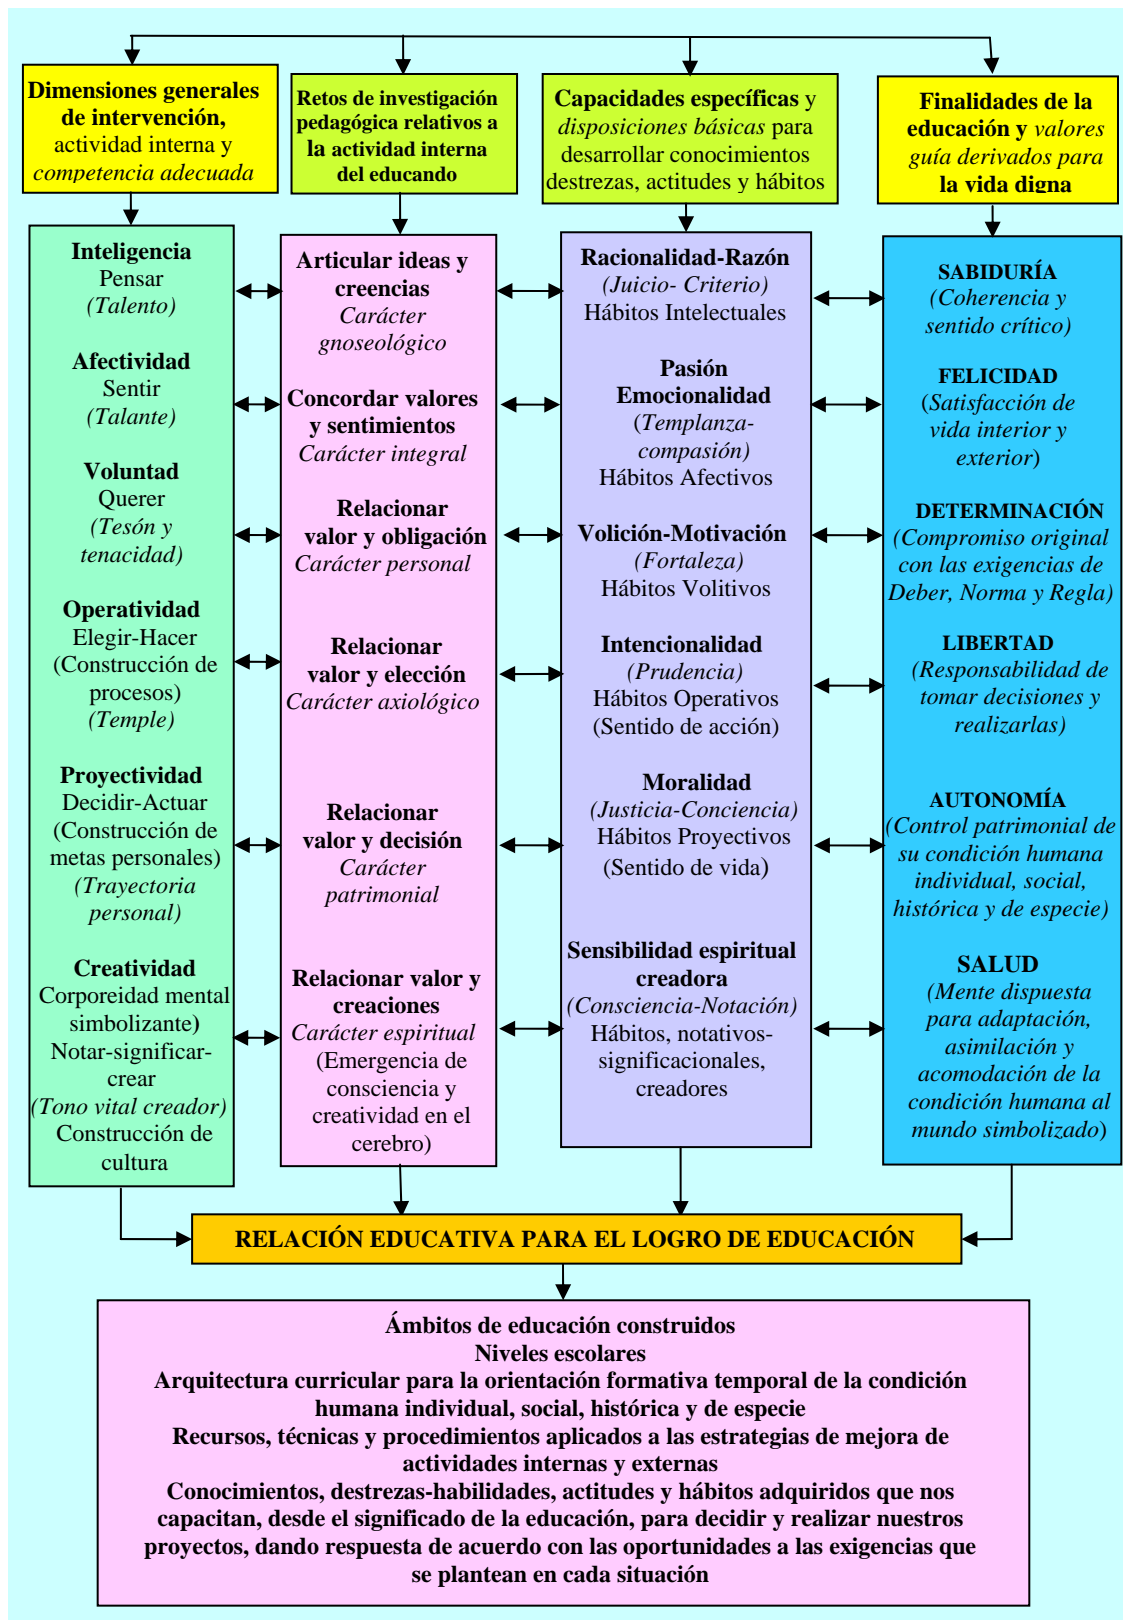 Dimensiones generales
de intervención,
actividad interna y
competencia adecuada
Retos de investigación
pedagógica relativos a
la actividad interna
del educando
Capacidades específicas y
disposiciones básicas para
desarrollar conocimientos
destrezas, actitudes y hábitos
Finalidades de la
educación y valores
guía derivados para
la vida digna
Inteligencia
Pensar
(Talento)
Afectividad
Sentir
(Talante)
Voluntad
Querer
(Tesón y
tenacidad)
Operatividad
Elegir-Hacer
(Construcción de
procesos)
(Temple)
Proyectividad
Decidir-Actuar
(Construcción de
metas personales)
(Trayectoria
personal)
Creatividad
Corporeidad mental
simbolizante)
Notar-significar-
crear
(Tono vital creador)
Construcción de
cultura
Articular ideas y
creencias
Carácter
gnoseológico
Concordar valores
y sentimientos
Carácter integral
Relacionar
valor y obligación
Carácter personal
Relacionar
valor y elección
Carácter axiológico
Relacionar
valor y decisión
Carácter
patrimonial
Relacionar valor y
creaciones
Carácter espiritual
(Emergencia de
consciencia y
creatividad en el
cerebro)
Racionalidad-Razón
(Juicio- Criterio)
Hábitos Intelectuales
Pasión
Emocionalidad
(Templanza-
compasión)
Hábitos Afectivos
Volición-Motivación
(Fortaleza)
Hábitos Volitivos
Intencionalidad
(Prudencia)
Hábitos Operativos
(Sentido de acción)
Moralidad
(Justicia-Conciencia)
Hábitos Proyectivos
(Sentido de vida)
Sensibilidad espiritual
creadora
(Consciencia-Notación)
Hábitos, notativos-
significacionales,
creadores
SABIDURÍA
(Coherencia y
sentido crítico)
FELICIDAD
(Satisfacción de
vida interior y
exterior)
DETERMINACIÓN
(Compromiso original
con las exigencias de
Deber, Norma y Regla)
LIBERTAD
(Responsabilidad de
tomar decisiones y
realizarlas)
AUTONOMÍA
(Control patrimonial de
su condición humana
individual, social,
histórica y de especie)
SALUD
(Mente dispuesta
para adaptación,
asimilación y
acomodación de la
condición humana al
mundo simbolizado)
RELACIÓN EDUCATIVA PARA EL LOGRO DE EDUCACIÓN
Ámbitos de educación construidos
Niveles escolares
Arquitectura curricular para la orientación formativa temporal de la condición
humana individual, social, histórica y de especie
Recursos, técnicas y procedimientos aplicados a las estrategias de mejora de
actividades internas y externas
Conocimientos, destrezas-habilidades, actitudes y hábitos adquiridos que nos
capacitan, desde el significado de la educación, para decidir y realizar nuestros
proyectos, dando respuesta de acuerdo con las oportunidades a las exigencias que
se plantean en cada situación